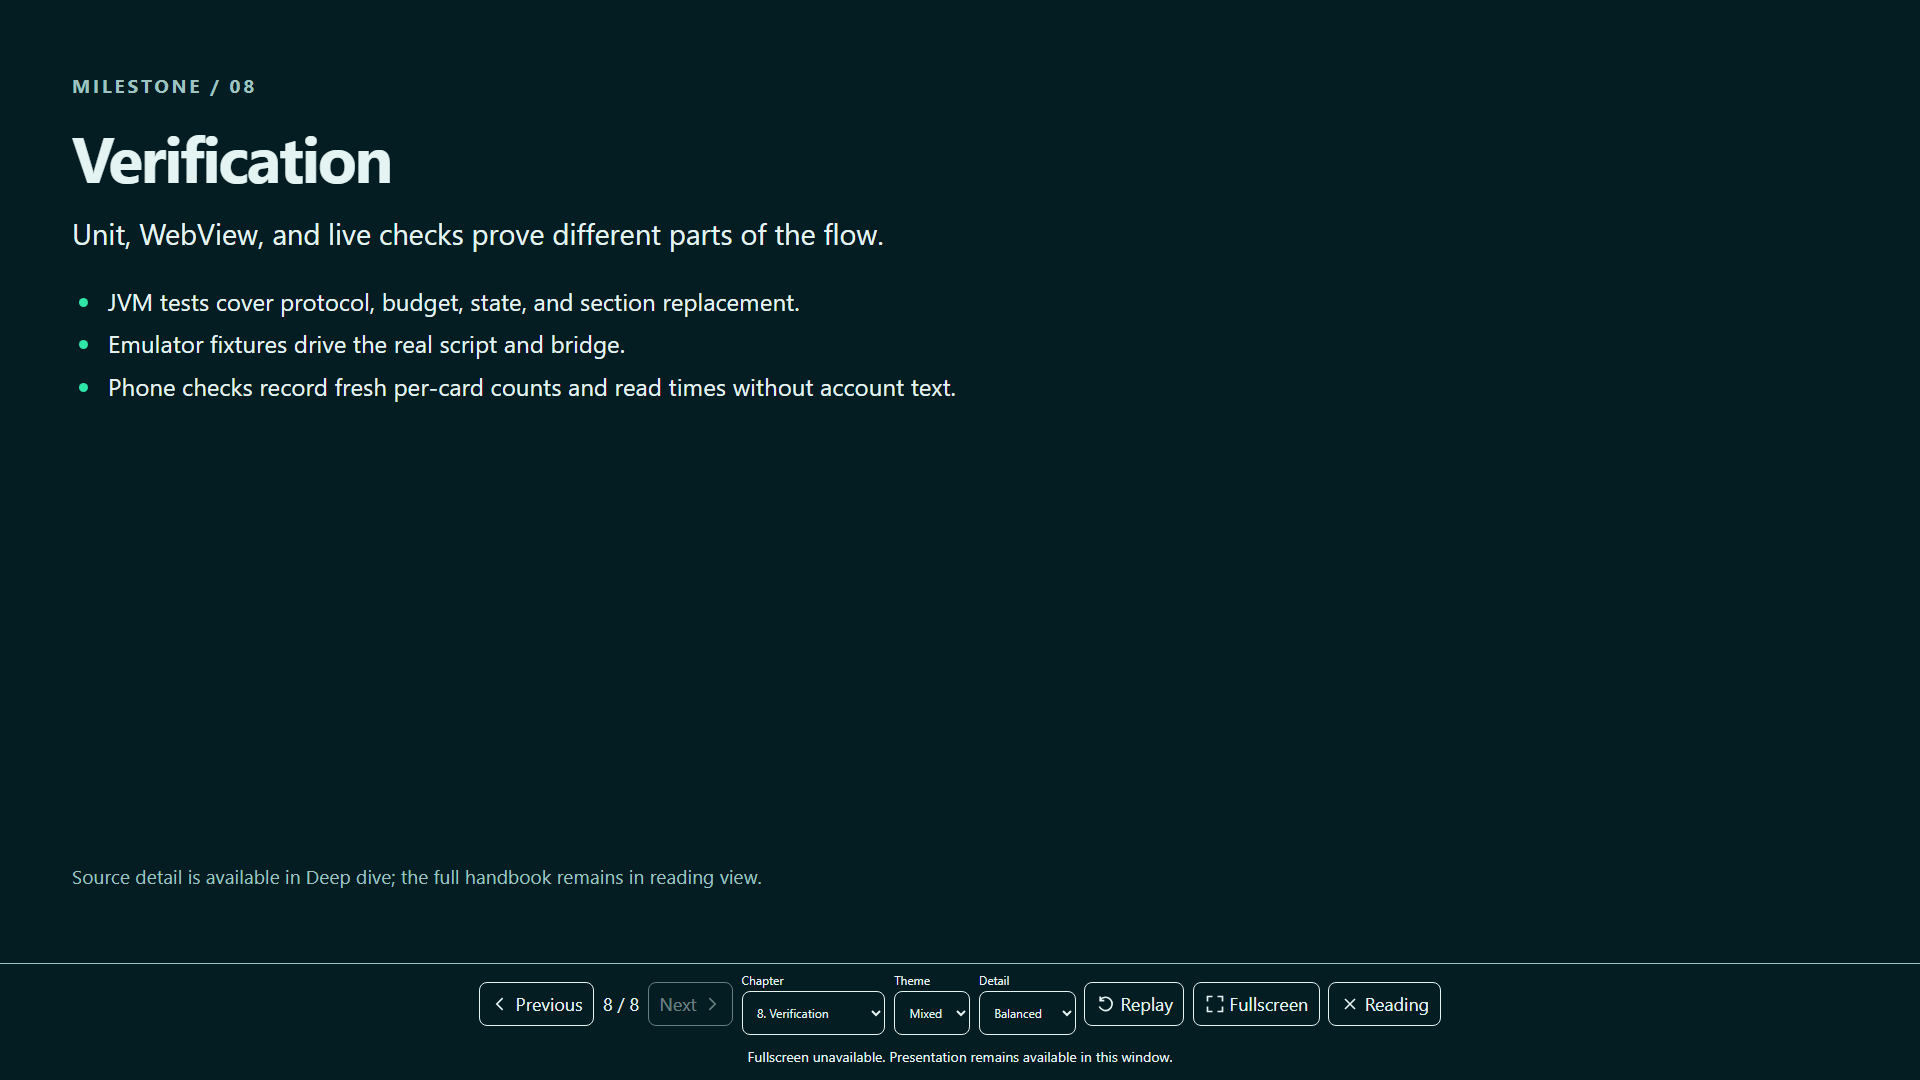 MILESTONE / 08
Verification
Unit, WebView, and live checks prove different parts of the flow.
JVM tests cover protocol, budget, state, and section replacement.
Emulator fixtures drive the real script and bridge.
Phone checks record fresh per-card counts and read times without account text.
Source detail is available in Deep dive; the full handbook remains in reading view.
Chapter Theme Detail
Previous 8 / 8 Next 8. Verification Mixed Balanced Replay Fullscreen Reading
Fullscreen unavailable. Presentation remains available in this window.